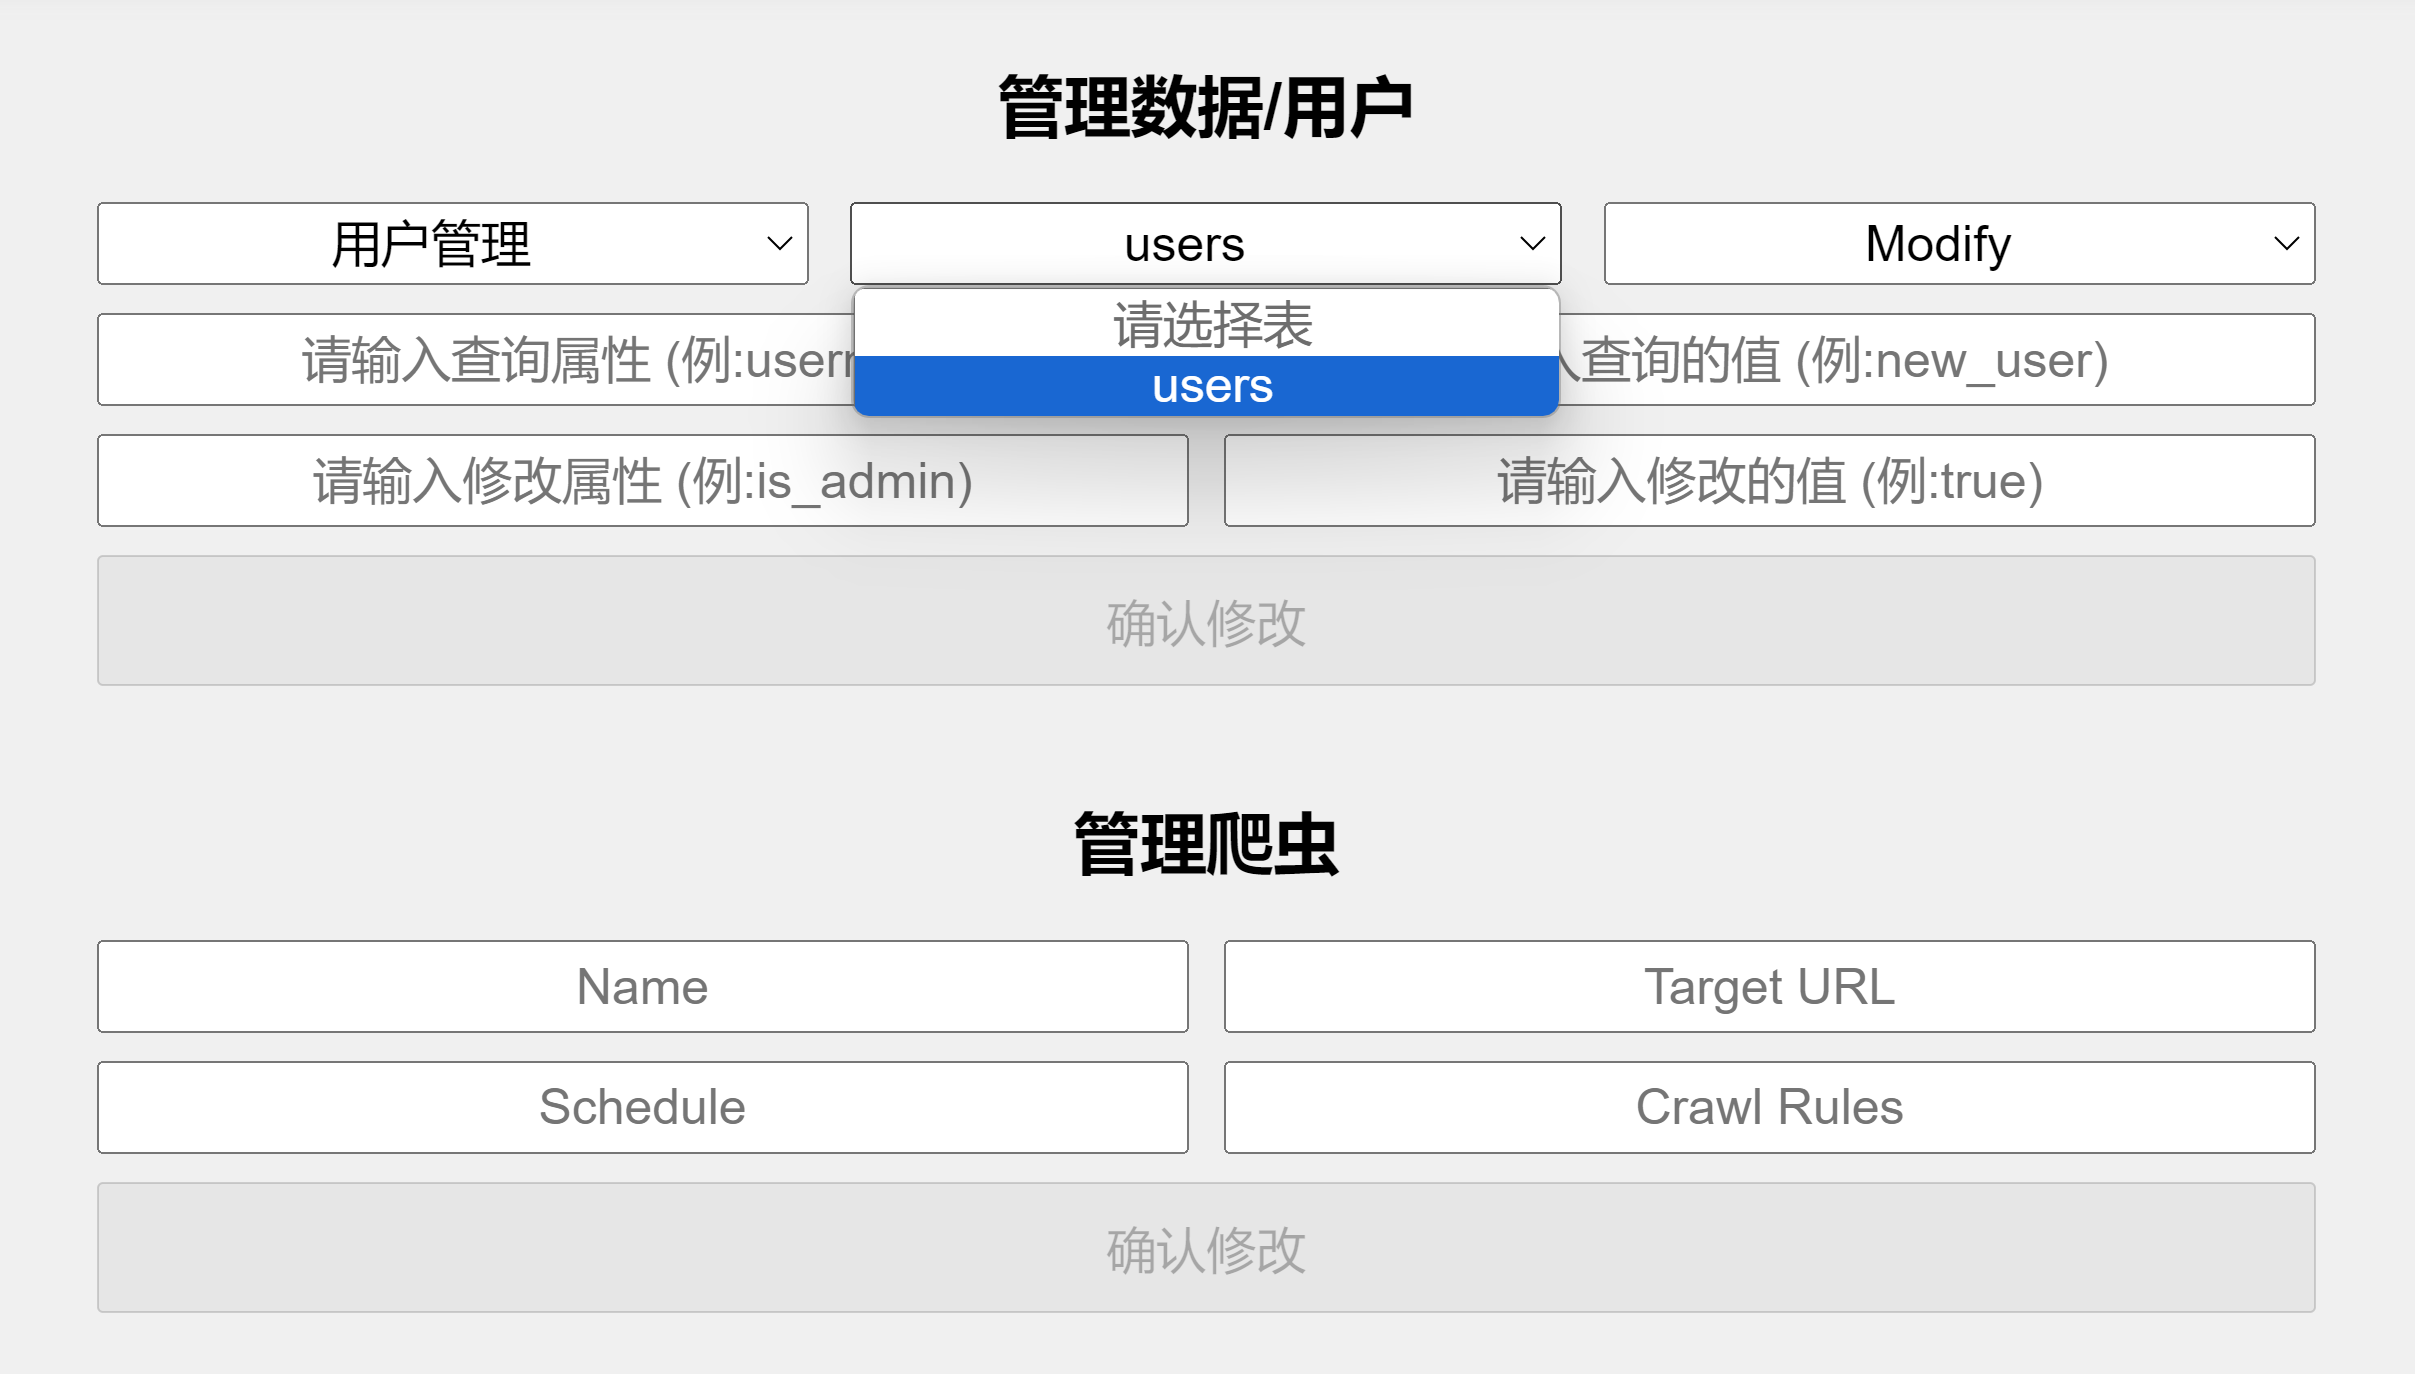 管理数据/用户
用户管理
users
Modify
请选择表
users
请输入查询属性 (例:user
查询的值 (例:new_user)
请输入修改属性 (例:is_admin)
请输入修改的值 (例:true)
确认修改
管理爬虫
Name
Target URL
Schedule
Crawl Rules
确认修改